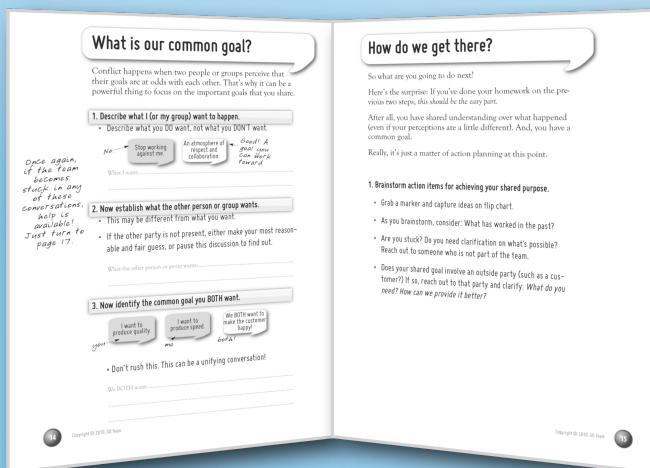 What is our common goal?
Conflict happens when two people or groups perceive that
their goals are at odds with each other. That's why it can be a
powerful thing to focus on the important goals that you share.
1. Describe what I (or my group) want to happen.
• Describe what you DO want, not what you DON'T want.
No
Stop working
against me.
An atmosphere of
respect and
collaboration.
Good! A
goal you
can work
toward
What I want
Once again,
if the team
becomes
stuck in any
of these
conversations,
help is
available!
Just turn to
page 17.
2. Now establish what the other person or group wants.
• This may be different from what you want.
• If the other party is not present, either make your most reason-
able and fair guess, or pause this discussion to find out.
What the other person or group wants
3. Now identify the common goal you BOTH want.
I want to
produce quality.
I want to
produce speed.
We BOTH want to
make the customer
happy!
you
me
both!
• Don't rush this. This can be a unifying conversation!
We BOTH want
14
Copyright © 2010, GO Team
How do we get there?
So what are you going to do next!
Here's the surprise: If you've done your homework on the pre-
vious two steps, this should be the easy part.
After all, you have shared understanding over what happened
(even if your perceptions are a little different). And, you have a
common goal.
Really, it's just a matter of action planning at this point.
1. Brainstorm action items for achieving your shared purpose.
• Grab a marker and capture ideas on flip chart.
• As you brainstorm, consider: What has worked in the past?
• Are you stuck? Do you need clarification on what's possible?
Reach out to someone who is not part of the team.
• Does your shared goal involve an outside party (such as a cus-
tomer?) If so, reach out to that party and clarify: What do you
need? How can we provide it better?
Copyright © 2010, GO Team
15